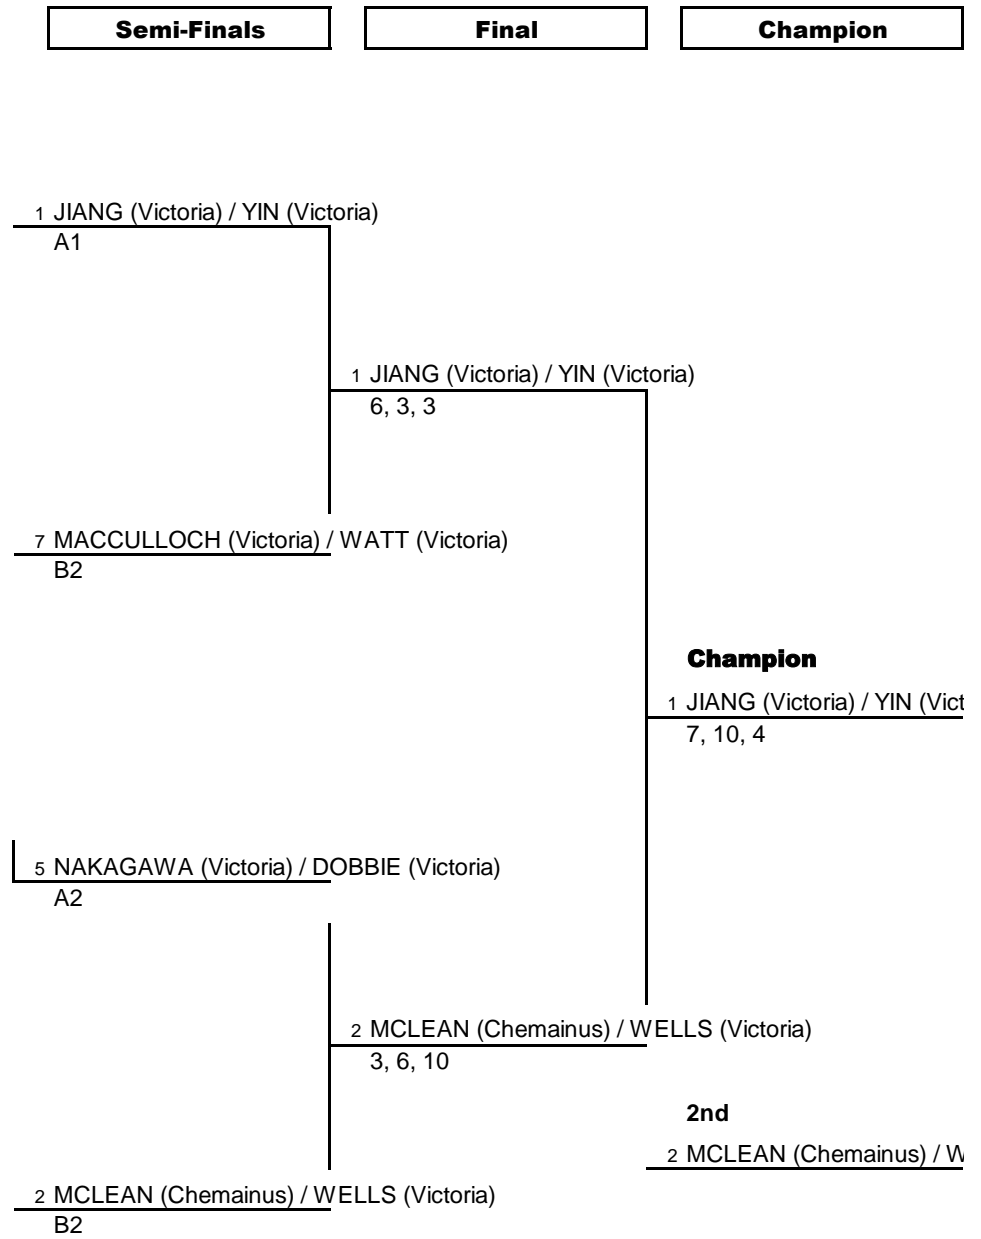 Semi-Finals Final Champion
1 JIANG (Victoria) / YIN (Victoria)
A1
1 JIANG (Victoria) / YIN (Victoria)
6, 3, 3
7 MACCULLOCH (Victoria) / WATT (Victoria)
B2
Champion
1 JIANG (Victoria) / YIN (Vict
7, 10, 4
5 NAKAGAWA (Victoria) / DOBBIE (Victoria)
A2
2 MCLEAN (Chemainus) / WELLS (Victoria)
3, 6, 10
2nd
2 MCLEAN (Chemainus) / W
2 MCLEAN (Chemainus) / WELLS (Victoria)
B2